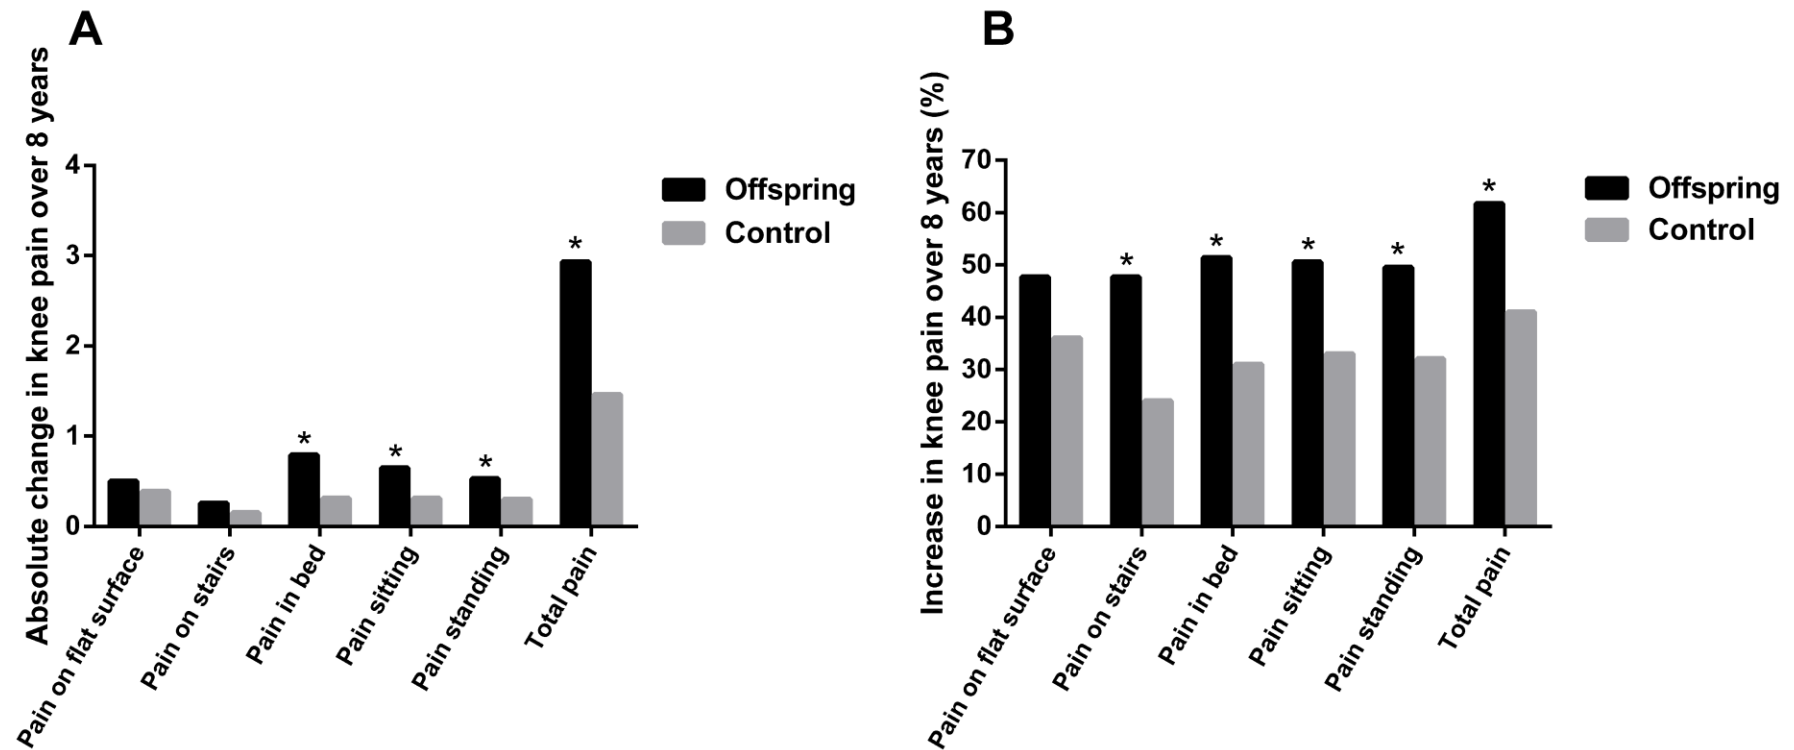 A
Absolute change in knee pain over 8 years
4
3
2
1
0
*
*
*
*
Pain on flat surface
Pain on stairs
Pain in bed
Pain sitting
Pain standing
Total pain
Offspring
Control
B
Increase in knee pain over 8 years (%)
70
60
50
40
30
20
10
0
*
*
*
*
*
Pain on flat surface
Pain on stairs
Pain in bed
Pain sitting
Pain standing
Total pain
Offspring
Control